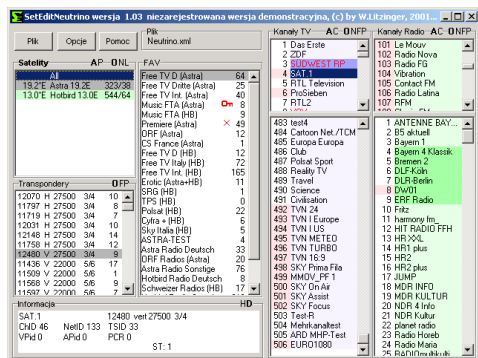 SetEditNeutrino wersja 1.03 niezarejestrowana wersja demonstracyjna, (c) by W.Litzinger, 2001...
Plik Opcje Pomoc
Plik
Neutrino.xml
Satelity AP ONL
All
19.2°E Astra 19.2E 323/38
13.0°E Hotbird 13.0E 544/64
Transpondery OFP
12070 H 27500 3/4 10
11797 H 27500 3/4 8
11719 H 27500 3/4 7
12031 H 27500 3/4 10
12148 H 27500 3/4 14
11758 H 27500 3/4 12
12480 V 27500 3/4 9
11436 V 22000 5/6 17
11509 V 22000 5/6 1
11568 V 22000 5/6 9
11597 V 22000 5/6 7
FAV
Free TV D (Astra) 64
Free TV Dritte (Astra) 25
Free TV Int. (Astra) 40
Music FTA (Astra) 8
Music FTA (HB) 9
Premiere (Astra) 49
ORF (Astra) 12
CS France (Astra) 1
Free TV D (HB) 12
Free TV Italy (HB) 72
Free TV Int. (HB) 165
Erotic (Astra+HB) 11
SRG (HB) 1
TPS (HB) 0
Polsat (HB) 22
Cyfra + (HB) 6
Sky Italia (HB) 5
ASTRA-TEST 4
Astra Radio Deutsch 33
ORF Radios (Astra) 20
Astra Radio Sonstige 76
Hotbird Radio Deutsch 8
Schweizer Radios (HB) 17
Informacja HD
SAT.1 12480 vert 27500 3/4
ChID 46 NetID 133 TSID 33
VPid 0 APid 0 PCR 0
ST: 1
Kanały TV AC ONFP
1 Das Erste
2 ZDF
3 SÜDWEST RP
4 SAT.1
5 RTL Television
6 ProSieben
7 RTL2
483 test4
484 Cartoon Net./TCM
485 Europa Europa
486 Club
487 Polsat Sport
488 Reality TV
489 Travel
490 Science
491 Civilisation
492 TVN 24
493 TVN I Europe
494 TVN I US
495 TVN METEO
496 TVN TURBO
497 TVN 16:9
498 SKY Prima Fila
499 MMOV_PF 1
500 SKY On Air
501 SKY Assist
502 SKY Focus
503 Test-R
504 Mehrkanaltest
505 ARD MHP-Test
506 EURO1080
Kanały Radio AC ONFP
101 Le Mouv
102 Radio Nova
103 Radio FG
104 Vibration
105 Contact FM
106 Radio Latina
107 RFM
1 ANTENNE BAY...
2 B5 aktuell
3 Bayern 1
4 Bayern 4 Klassik
5 Bremen 2
6 DLF-Köln
7 DLR-Berlin
8 DW01
9 ERF Radio
10 Fritz
11 harmony fm_
12 HIT RADIO FFH
13 HR XXL
14 HR1 plus
15 HR2
16 HR2 plus
17 JUMP
18 MDR INFO
19 MDR KULTUR
20 NDR 4 Info
21 NDR Kultur
22 planet radio
23 Radio Horeb
24 Radio Maria
25 RADIOmultikulti